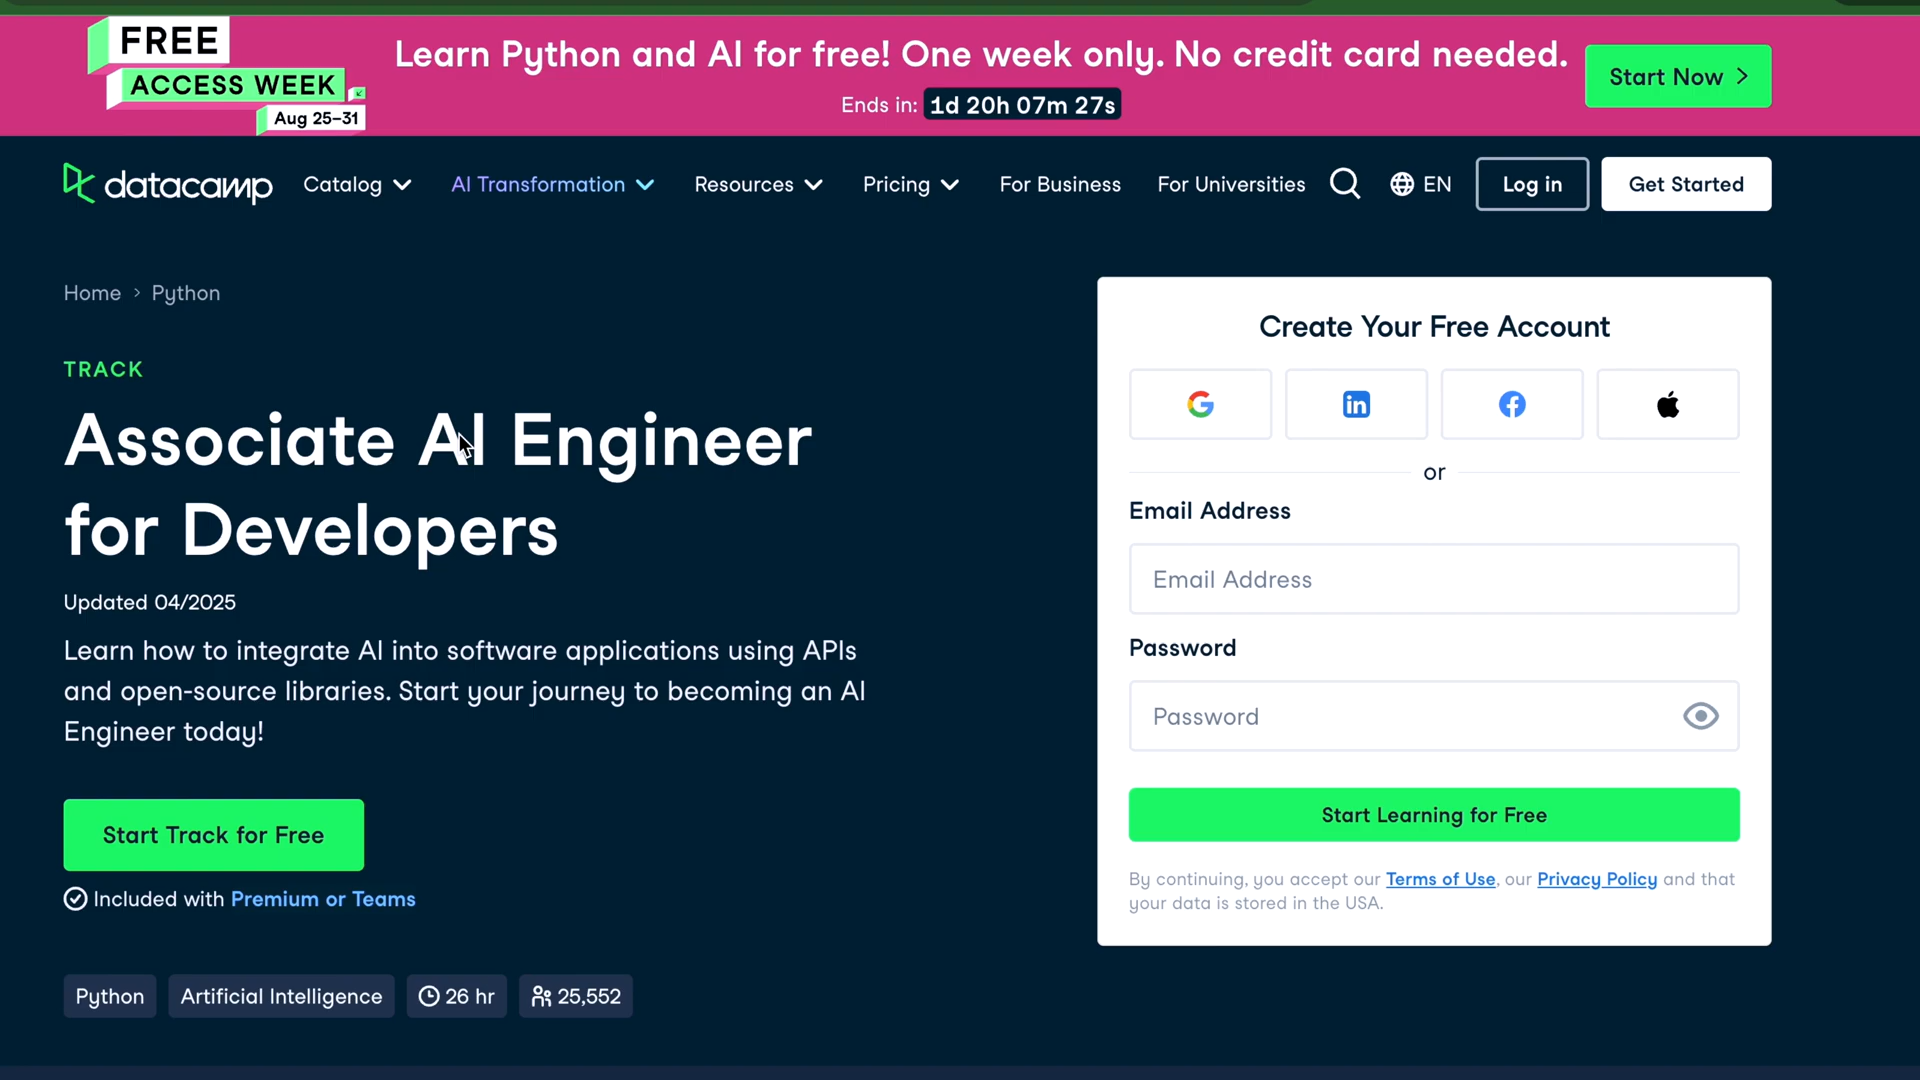 FREE
ACCESS WEEK
Aug 25–31
Learn Python and AI for free! One week only. No credit card needed.
Ends in: 1d 20h 07m 27s
Start Now
datacamp
Catalog
AI Transformation
Resources
Pricing
For Business
For Universities
EN
Log in
Get Started
Home > Python
TRACK
Associate AI Engineer
for Developers
Updated 04/2025
Learn how to integrate AI into software applications using APIs
and open-source libraries. Start your journey to becoming an AI
Engineer today!
Start Track for Free
Included with Premium or Teams
Python
Artificial Intelligence
26 hr
25,552
Create Your Free Account
or
Email Address
Email Address
Password
Password
Start Learning for Free
By continuing, you accept our Terms of Use, our Privacy Policy and that
your data is stored in the USA.